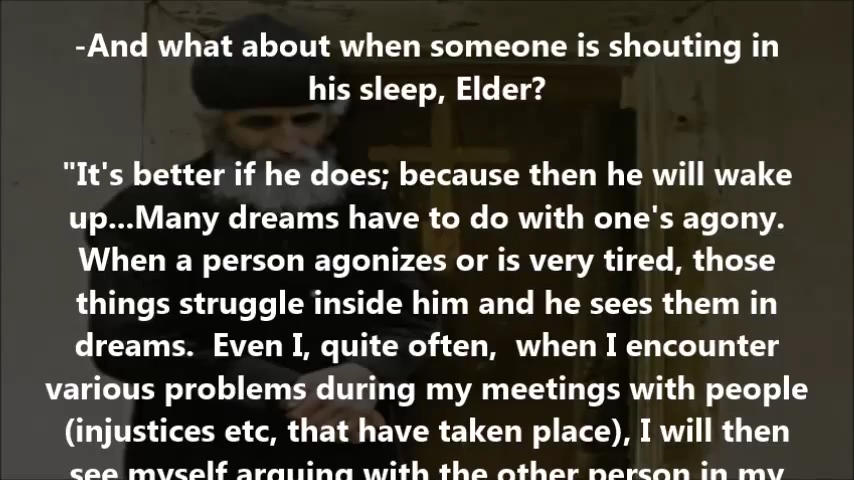 -And what about when someone is shouting in
his sleep, Elder?
"It's better if he does; because then he will wake
up...Many dreams have to do with one's agony.
When a person agonizes or is very tired, those
things struggle inside him and he sees them in
dreams.  Even I, quite often,  when I encounter
various problems during my meetings with people
(injustices etc, that have taken place), I will then
see myself arguing with the other person in my